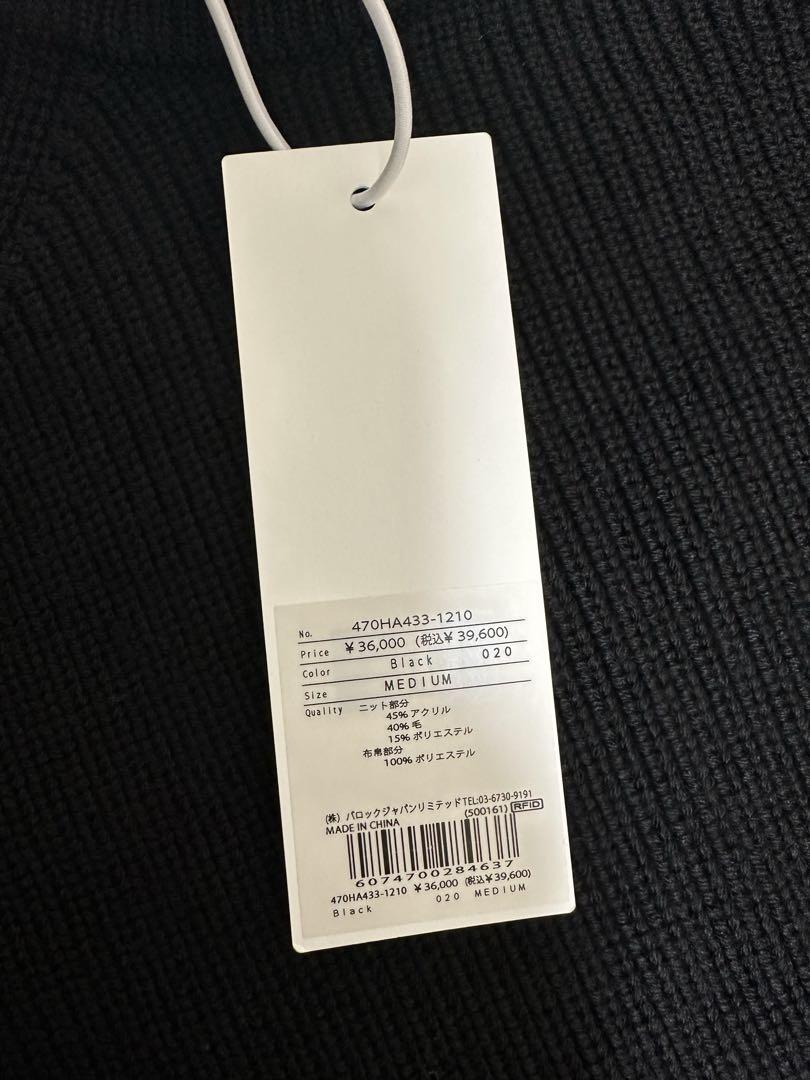 No. 470HA433-1210
Price ¥36,000 (税込¥39,600)
Color Black 020
Size MEDIUM
Quality ニット部分
45% アクリル
40% 毛
15% ポリエステル
布帛部分
100% ポリエステル
(株) バロックジャパンリミテッドTEL:03-6730-9191
(500161) RFID
MADE IN CHINA
6074700284637
470HA433-1210 ¥36,000 (税込¥39,600)
Black 020 MEDIUM